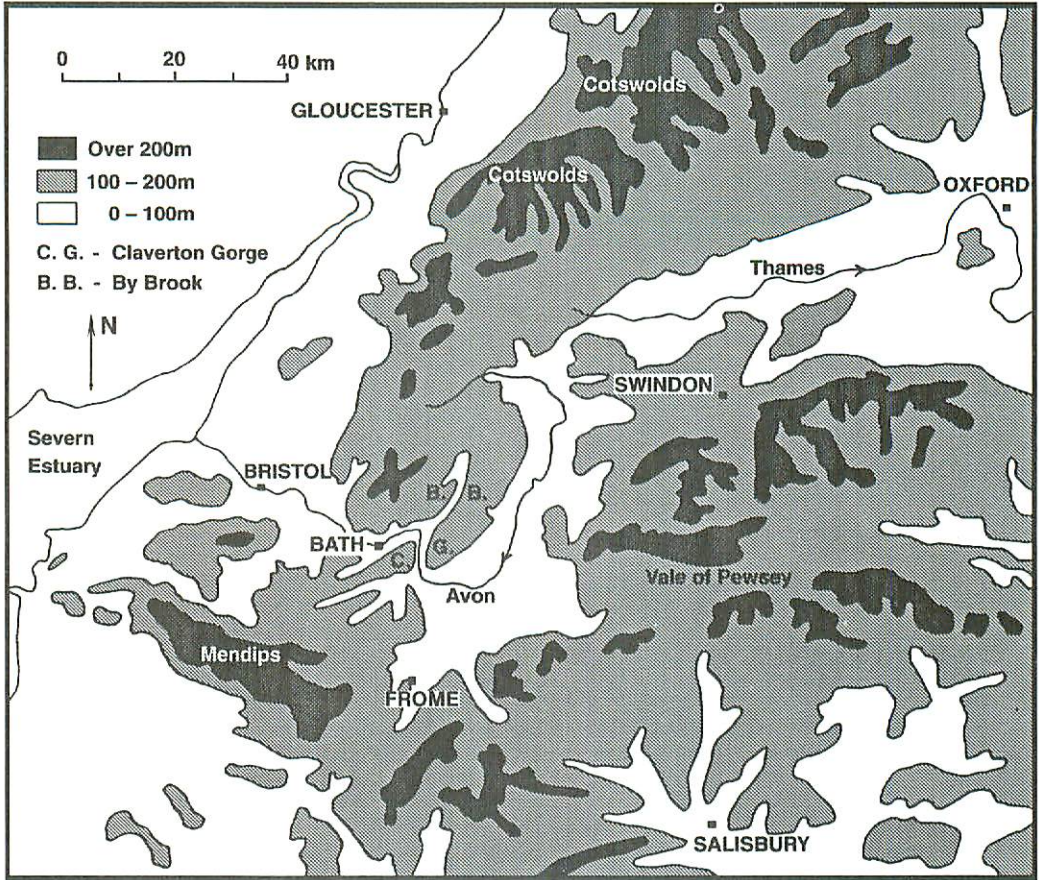 0 20 40 km
Cotswolds
GLOUCESTER
Over 200m
100 – 200m
0 – 100m
Cotswolds
OXFORD
C. G. - Claverton Gorge
B. B. - By Brook
Thames
N
SWINDON
Severn
Estuary
BRISTOL
B. B.
BATH
C. G.
Vale of Pewsey
Avon
Mendips
FROME
SALISBURY